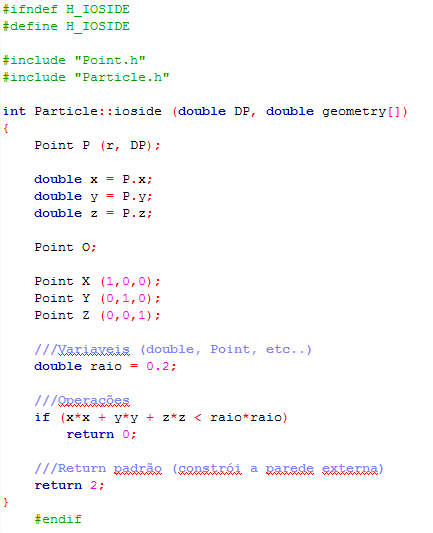 #ifndef H_IOSIDE
#define H_IOSIDE
#include "Point.h"
#include "Particle.h"
int Particle::ioside (double DP, double geometry[])
{
Point P (r, DP);
double x = P.x;
double y = P.y;
double z = P.z;
Point O;
Point X (1,0,0);
Point Y (0,1,0);
Point Z (0,0,1);
///Variaveis (double, Point, etc..)
double raio = 0.2;
///Operações
if (x*x + y*y + z*z < raio*raio)
return 0;
///Return padrão (constrói a parede externa)
return 2;
}
#endif